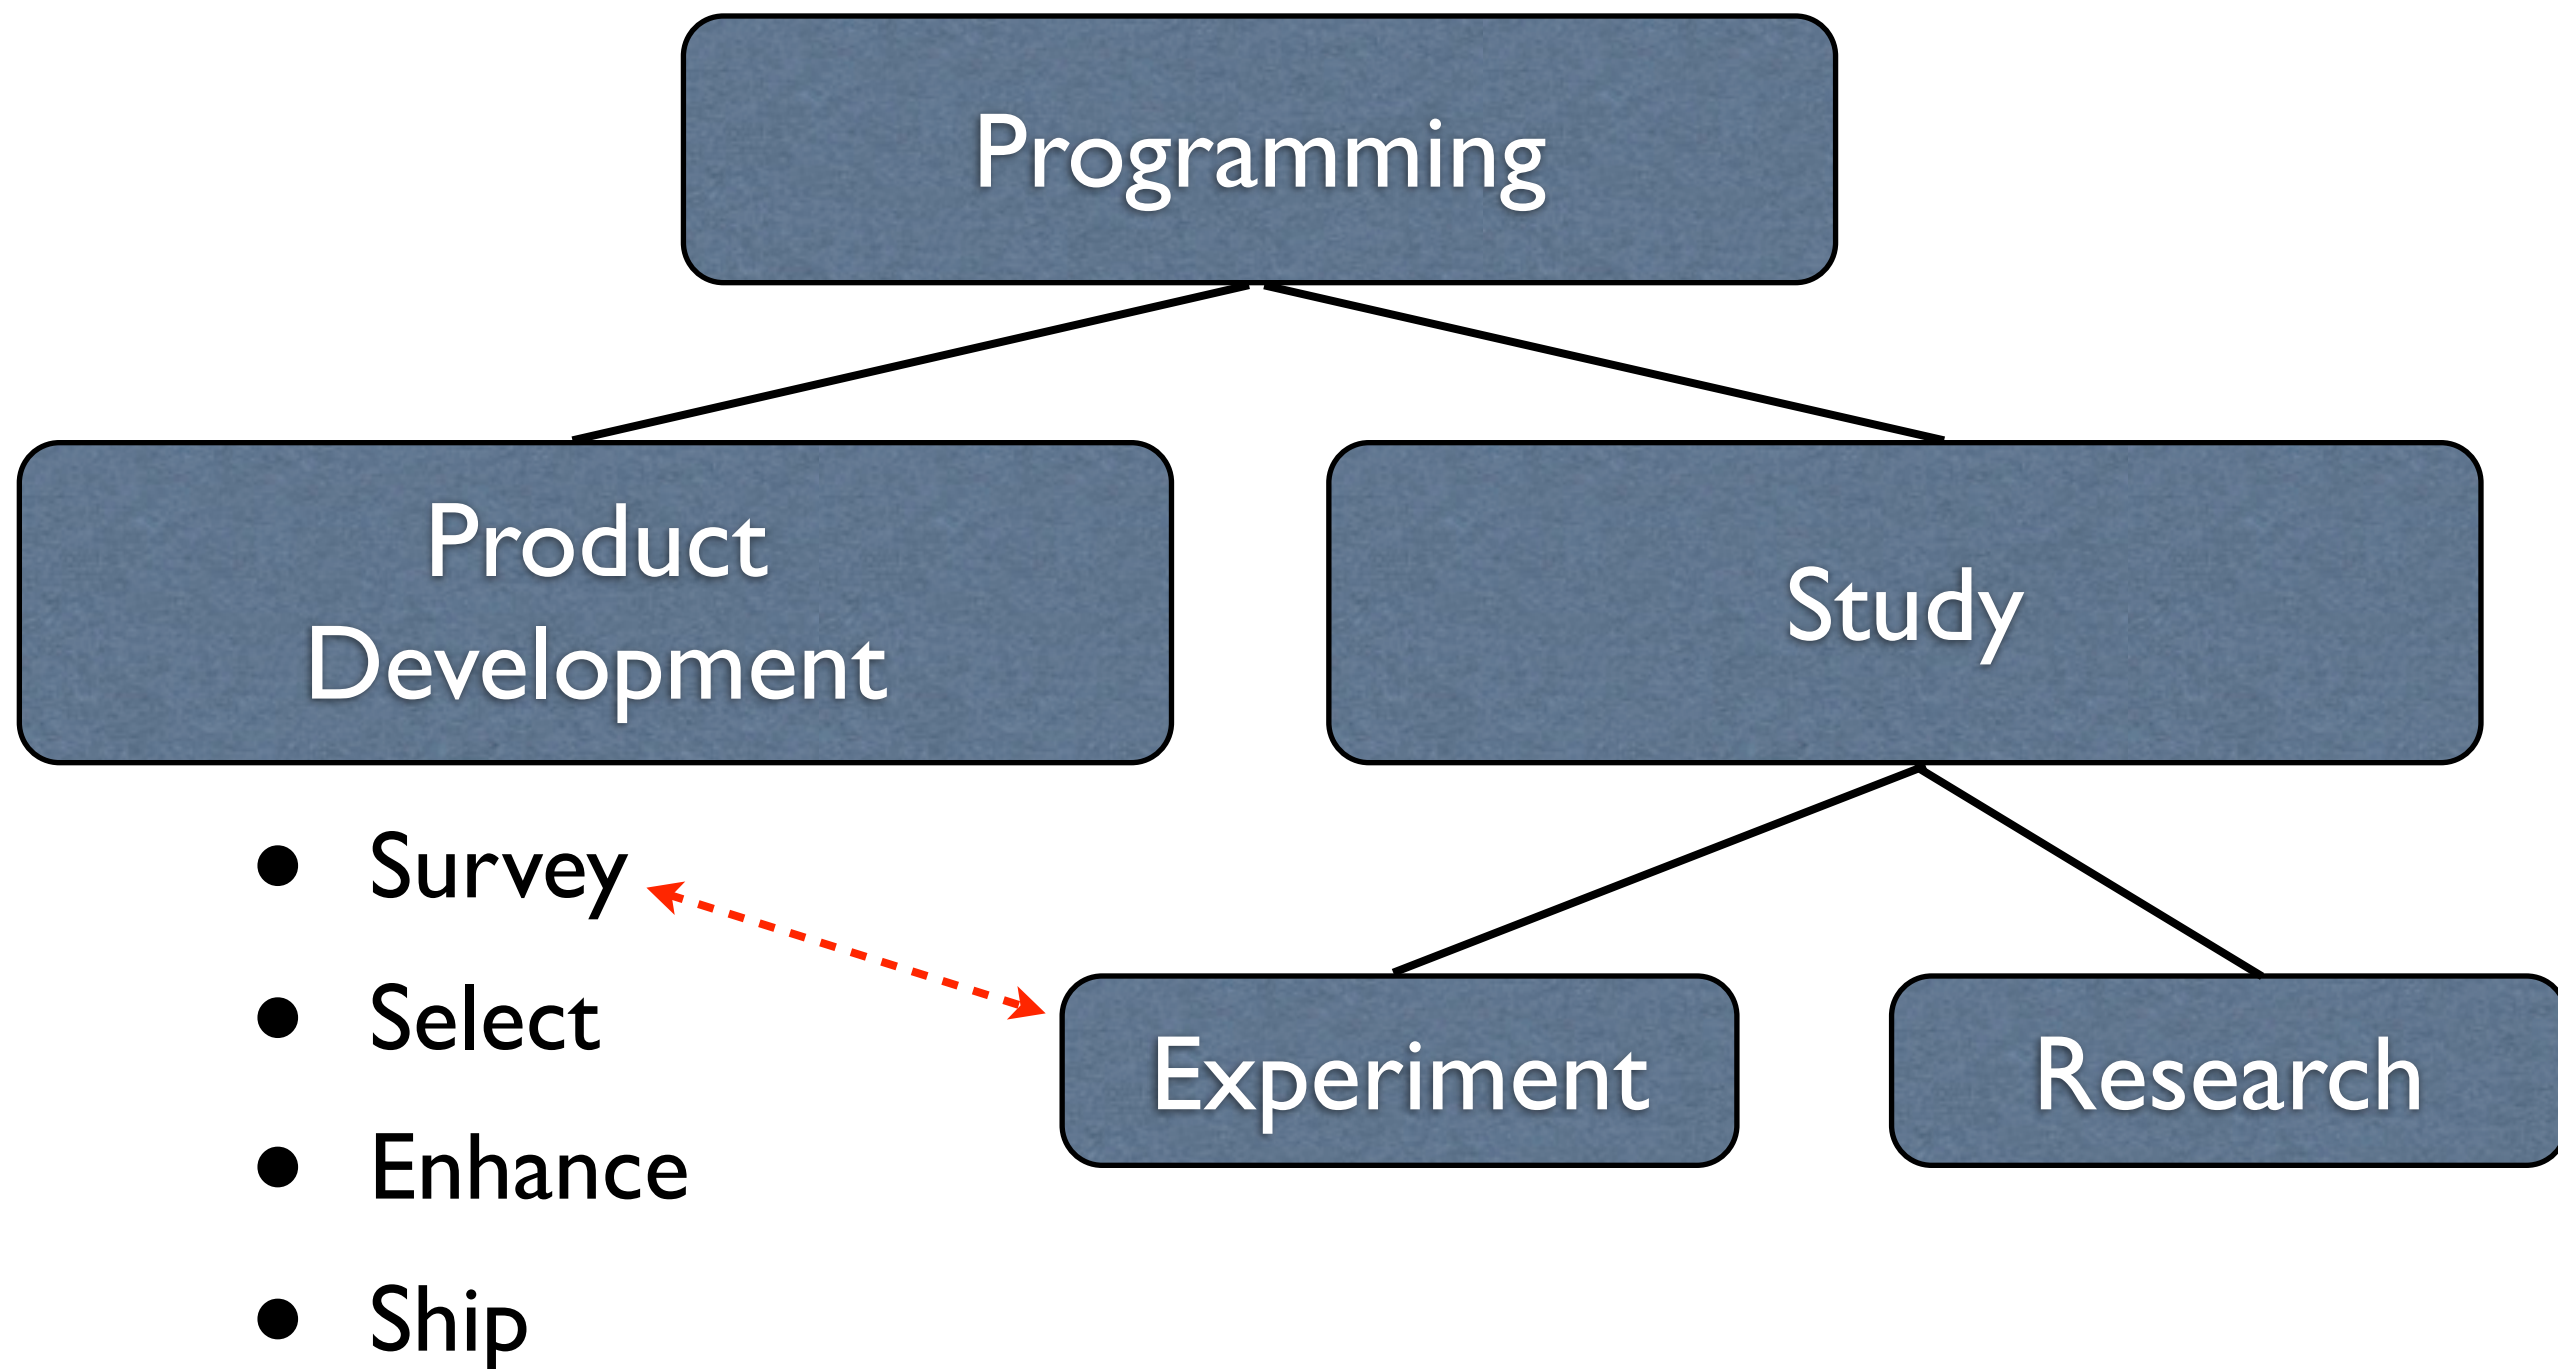 Programming
Product
Development
Study
Survey
Select
Enhance
Ship
Experiment
Research